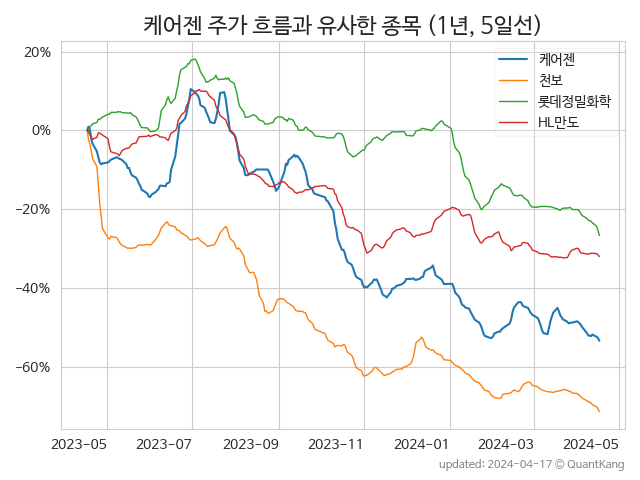 케어젠 주가 흐름과 유사한 종목 (1년, 5일선)
케어젠
천보
롯데정밀화학
HL만도
20%
0%
−20%
−40%
−60%
2023-05 2023-07 2023-09 2023-11 2024-01 2024-03 2024-05
updated: 2024-04-17 © QuantKang